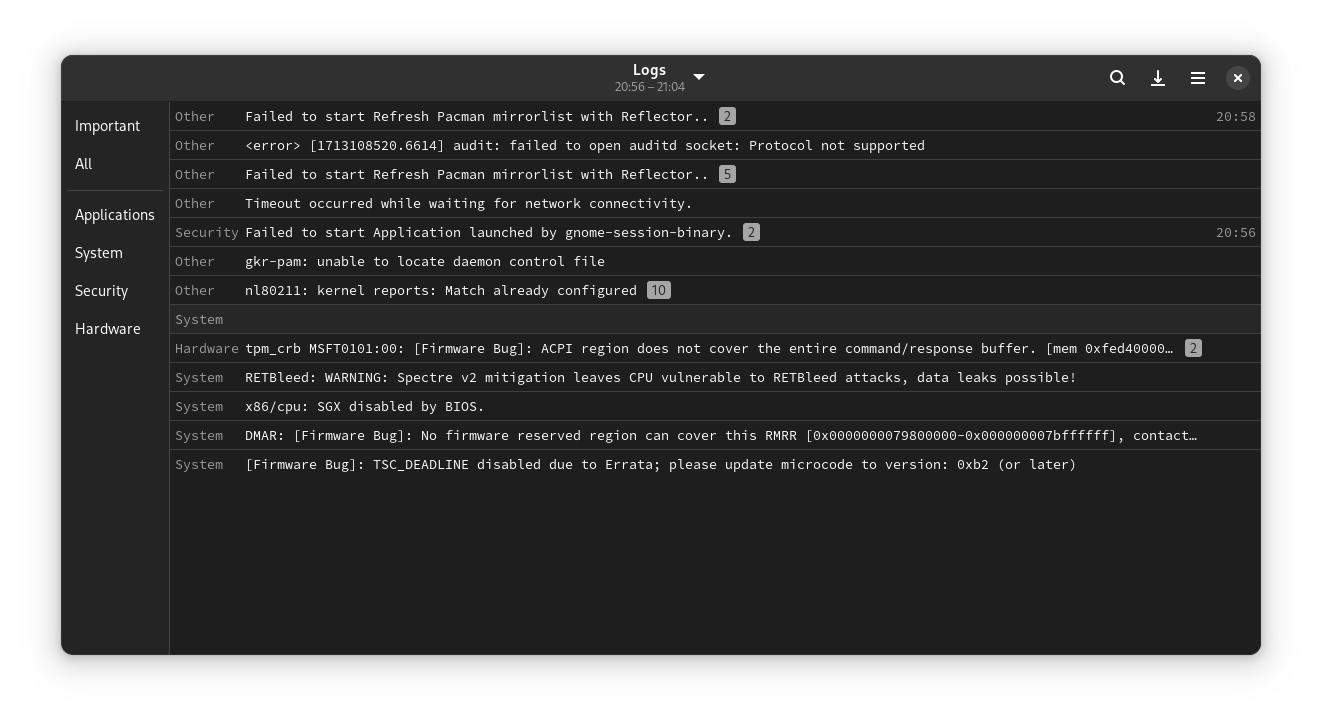 Logs
20:56 – 21:04
Important
All
Applications
System
Security
Hardware
Other Failed to start Refresh Pacman mirrorlist with Reflector.. 2 20:58
Other <error> [1713108520.6614] audit: failed to open auditd socket: Protocol not supported
Other Failed to start Refresh Pacman mirrorlist with Reflector.. 5
Other Timeout occurred while waiting for network connectivity.
Security Failed to start Application launched by gnome-session-binary. 2 20:56
Other gkr-pam: unable to locate daemon control file
Other nl80211: kernel reports: Match already configured 10
System
Hardware tpm_crb MSFT0101:00: [Firmware Bug]: ACPI region does not cover the entire command/response buffer. [mem 0xfed40000… 2
System RETBleed: WARNING: Spectre v2 mitigation leaves CPU vulnerable to RETBleed attacks, data leaks possible!
System x86/cpu: SGX disabled by BIOS.
System DMAR: [Firmware Bug]: No firmware reserved region can cover this RMRR [0x0000000079800000-0x000000007bffffff], contact…
System [Firmware Bug]: TSC_DEADLINE disabled due to Errata; please update microcode to version: 0xb2 (or later)